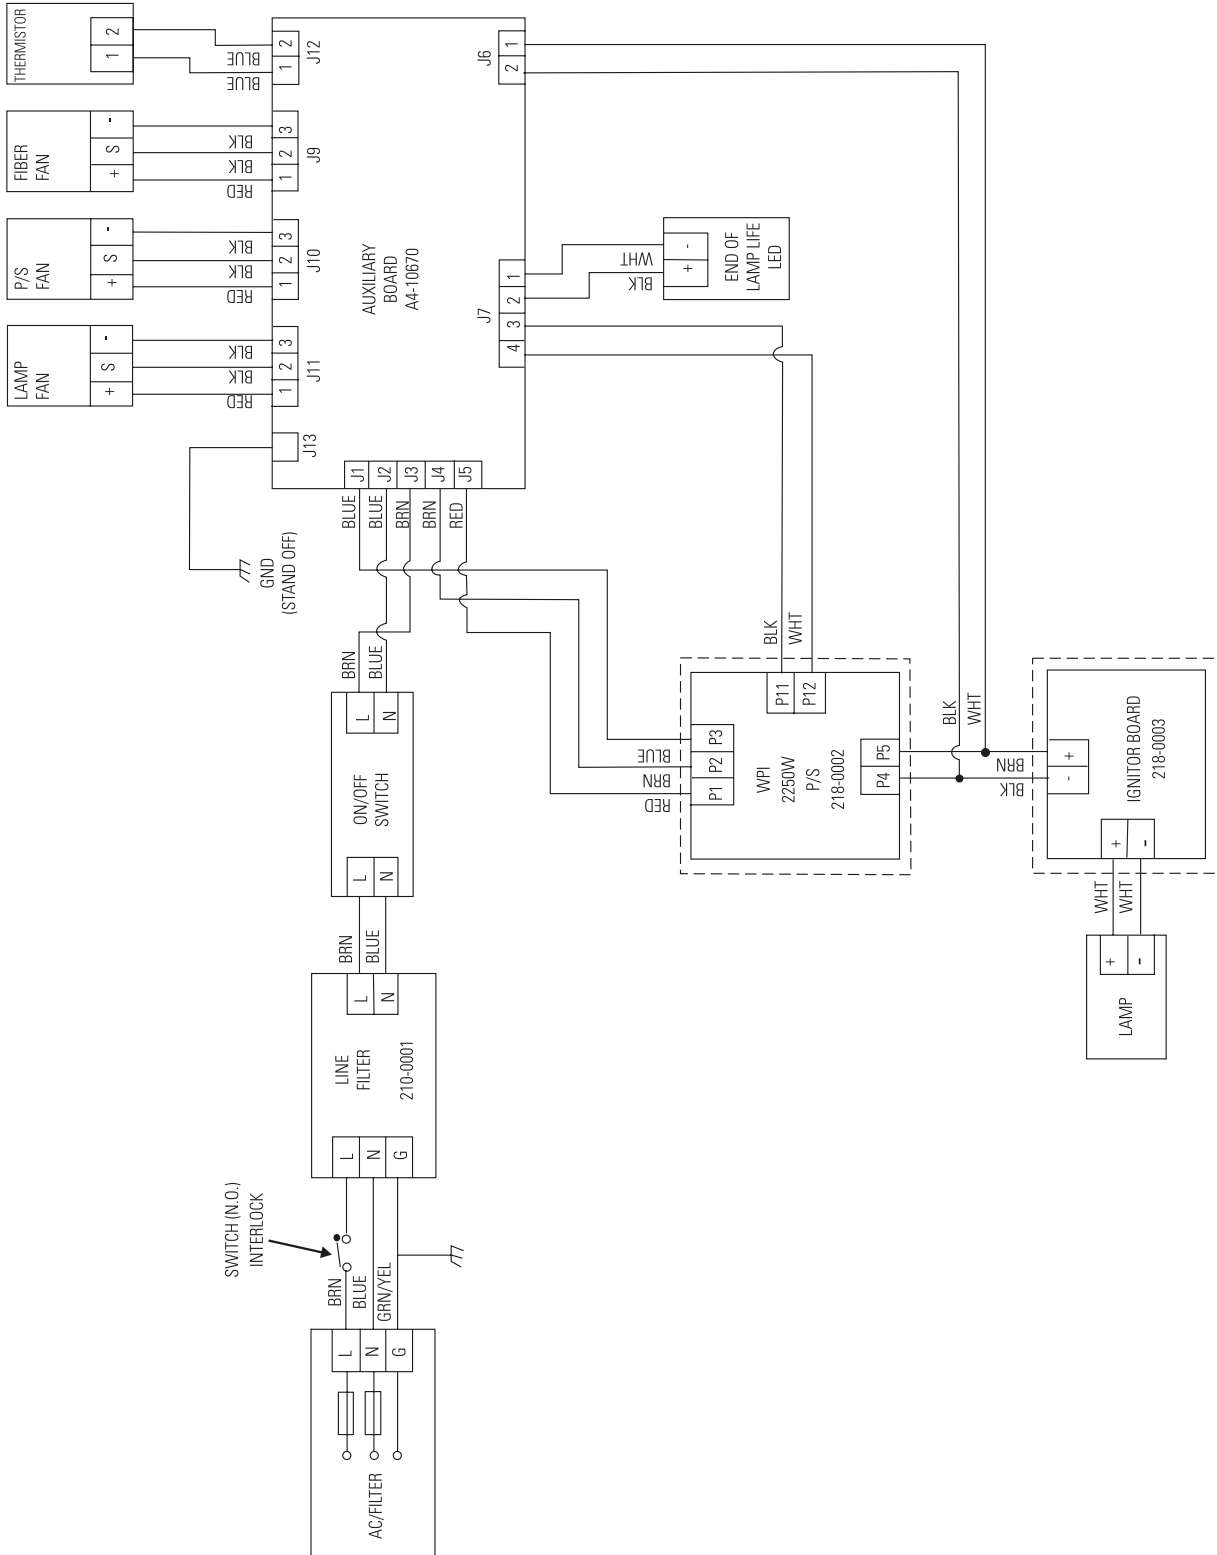 THERMISTOR
2
1
BLUE
BLUE
2
1
J12
FIBER
FAN
-
S
+
BLK
BLK
RED
3
2
1
J9
P/S
FAN
-
S
+
BLK
BLK
RED
3
2
1
J10
LAMP
FAN
-
S
+
BLK
BLK
RED
3
2
1
J11
J13
GND
(STAND OFF)
AUXILIARY
BOARD
A4-10670
J6
1
2
J7
1
2
3
4
WHT
BLK
-
+
END OF
LAMP LIFE
LED
J1
J2
J3
J4
J5
BLUE
BLUE
BRN
BRN
RED
BRN
BLUE
L
N
ON/OFF
SWITCH
L
N
BRN
BLUE
L
N
LINE
FILTER
210-0001
L
N
G
SWITCH (N.O.)
INTERLOCK
BRN
BLUE
GRN/YEL
L
N
G
AC/FILTER
BLK
WHT
P11
P12
P3
P2
P1
BLUE
BRN
RED
WPI
2250W
P/S
218-0002
P5
P4
BLK
WHT
BRN
BLK
+
-
IGNITOR BOARD
218-0003
+
-
WHT
WHT
+
-
LAMP